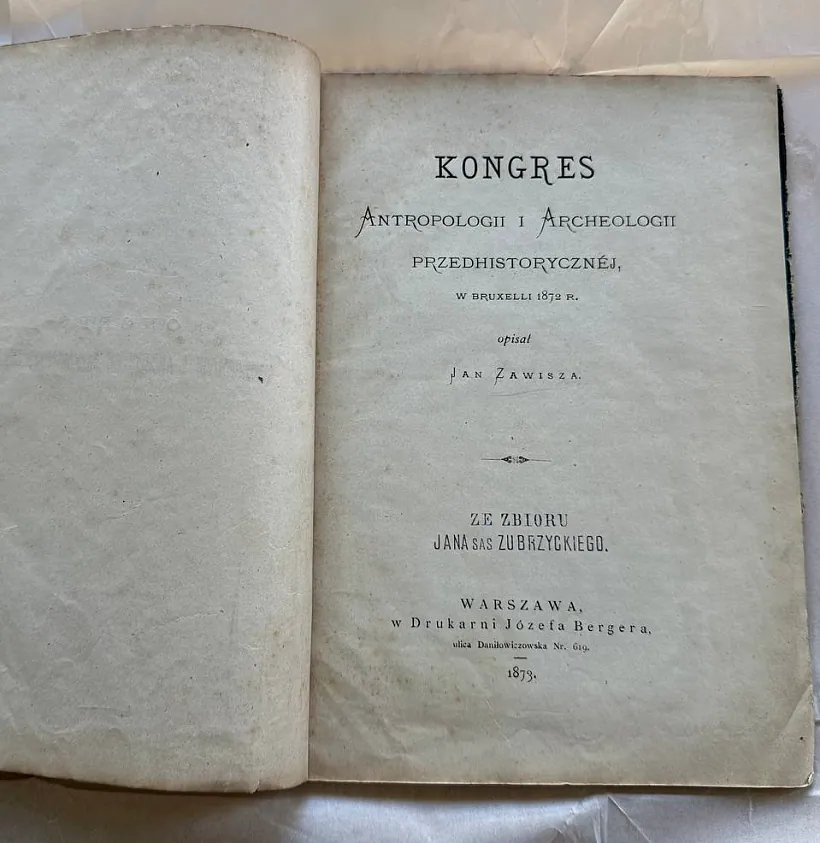 KONGRES
ANTROPOLOGII I ARCHEOLOGII
PRZEDHISTORYCZNÉJ,
W BRUXELLI 1872 R.
opisał
JAN ZAWISZA.
ZE ZBIORU
JANA SAS ZUBRZYCKIEGO.
WARSZAWA,
w Drukarni Józefa Bergera,
ulica Daniłowiczowska Nr. 619.
1873.